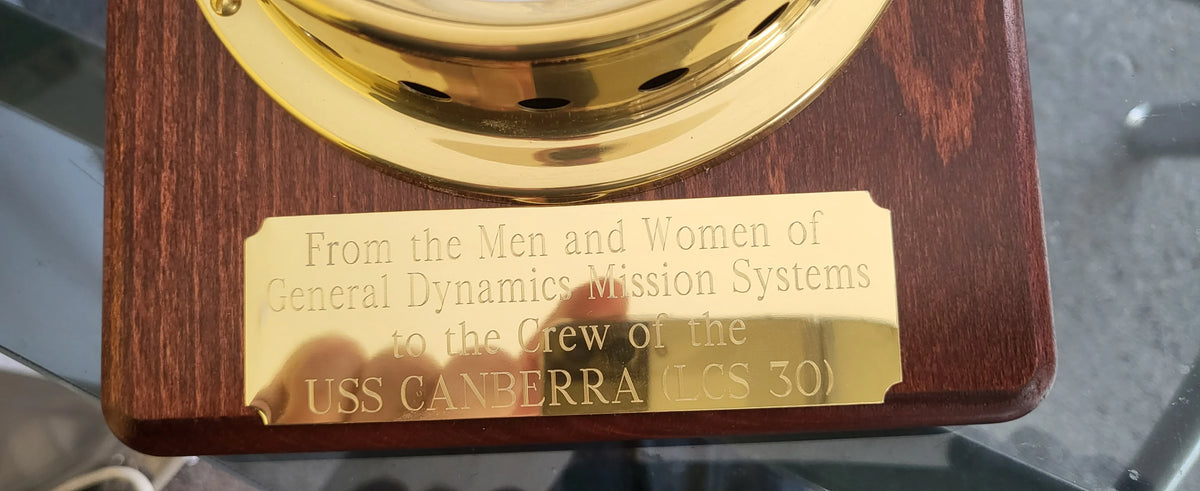 From the Men and Women of
General Dynamics Mission Systems
to the Crew of the
USS CANBERRA (LCS 30)